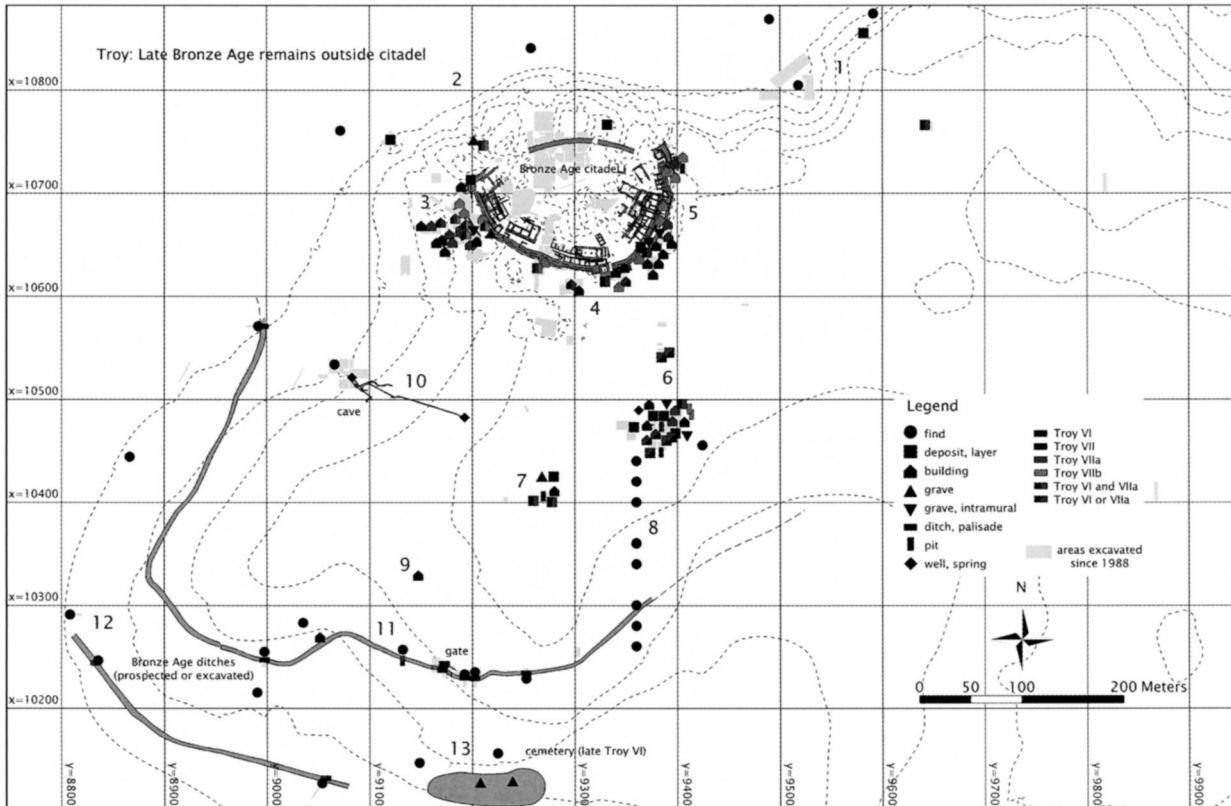 Troy: Late Bronze Age remains outside citadel
1
2
x=10800
Bronze Age citadel
x=10700
3
5
x=10600
4
6
x=10500
10
cave
Legend
find
deposit, layer
building
grave
grave, intramural
ditch, palisade
pit
well, spring
Troy VI
Troy VII
Troy VIIa
Troy VIIb
Troy VI and VIIa
Troy VI or VIIa
areas excavated
since 1988
7
x=10400
8
9
N
x=10300
12
11
gate
Bronze Age ditches
(prospected or excavated)
0 50 100 200 Meters
x=10200
13
cemetery (late Troy VI)
y=8800
y=8900
y=9000
y=9100
y=9300
y=9400
y=9500
y=9600
y=9700
y=9800
y=9900